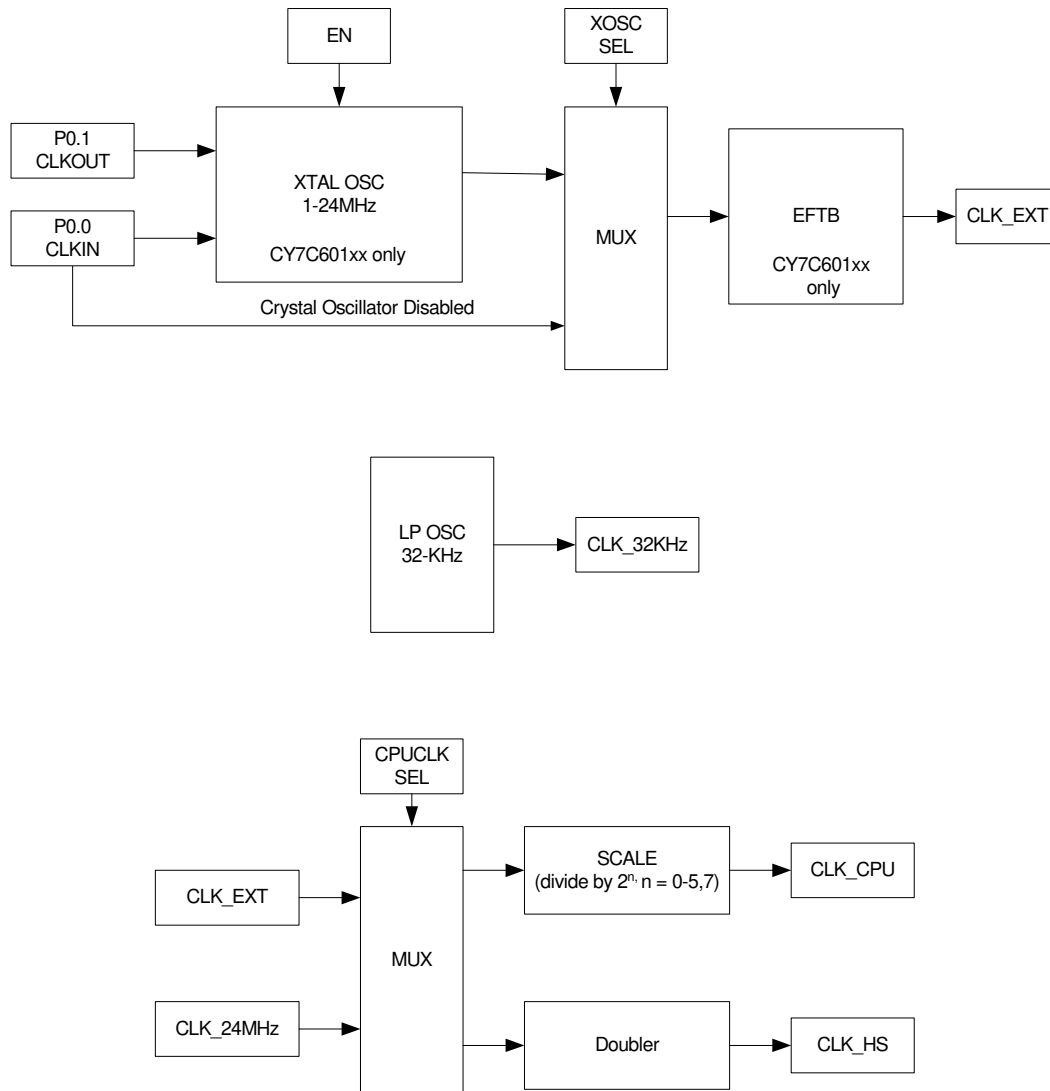 EN
XOSC
SEL
P0.1
CLKOUT
P0.0
CLKIN
XTAL OSC
1-24MHz
CY7C601xx only
MUX
EFTB
CY7C601xx
only
CLK_EXT
Crystal Oscillator Disabled
LP OSC
32-KHz
CLK_32KHz
CPUCLK
SEL
CLK_EXT
CLK_24MHz
MUX
SCALE
(divide by 2ⁿ, n = 0-5,7)
CLK_CPU
Doubler
CLK_HS